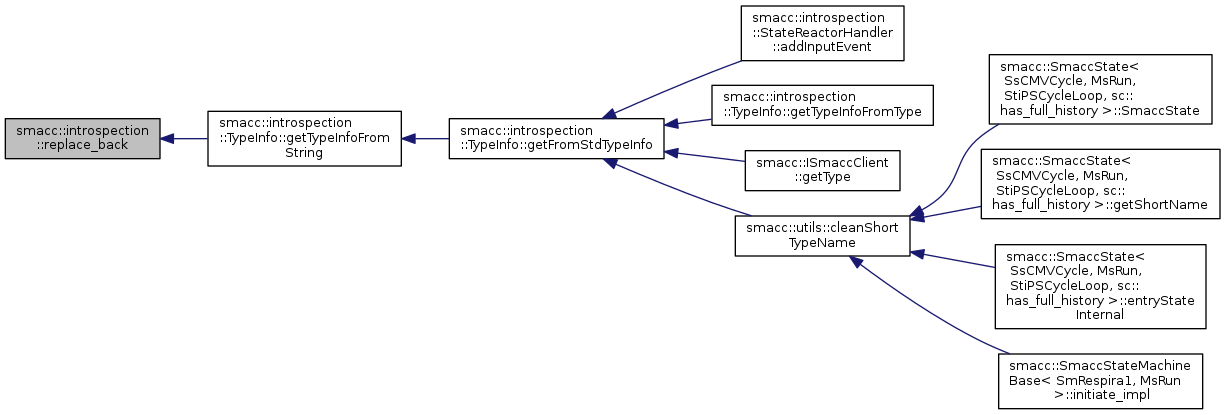 smacc::introspection
::replace_back
smacc::introspection
::TypeInfo::getTypeInfoFrom
String
smacc::introspection
::TypeInfo::getFromStdTypeInfo
smacc::introspection
::StateReactorHandler
::addInputEvent
smacc::introspection
::TypeInfo::getTypeInfoFromType
smacc::ISmaccClient
::getType
smacc::utils::cleanShort
TypeName
smacc::SmaccState<
SsCMVCycle, MsRun,
StiPSCycleLoop, sc::
has_full_history >::SmaccState
smacc::SmaccState<
SsCMVCycle, MsRun,
StiPSCycleLoop, sc::
has_full_history >::getShortName
smacc::SmaccState<
SsCMVCycle, MsRun,
StiPSCycleLoop, sc::
has_full_history >::entryState
Internal
smacc::SmaccStateMachine
Base< SmRespira1, MsRun
>::initiate_impl